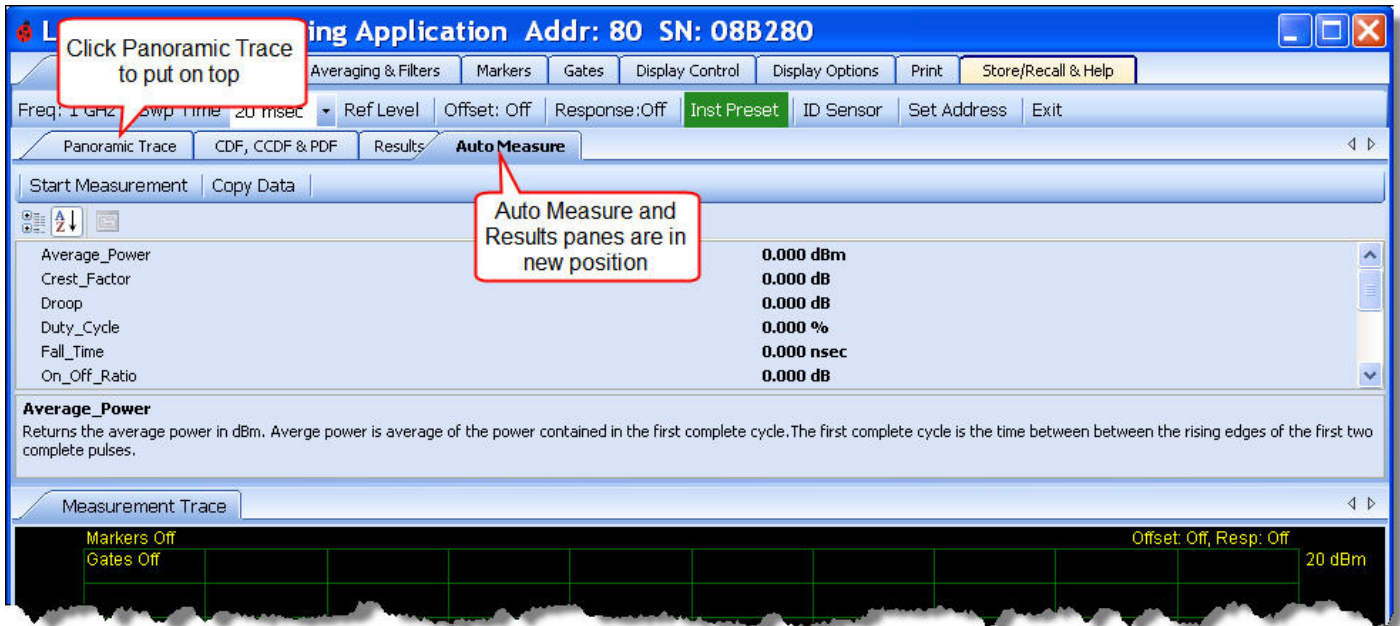 L
ing Application Addr: 80 SN: 08B280
Click Panoramic Trace
to put on top
Averaging & Filters Markers Gates Display Control Display Options Print Store/Recall & Help
Freq: 1 GHz Swp Time 20 msec Ref Level Offset: Off Response:Off Inst Preset ID Sensor Set Address Exit
Panoramic Trace CDF, CCDF & PDF Results Auto Measure
Start Measurement Copy Data
Auto Measure and
Results panes are in
new position
Average_Power 0.000 dBm
Crest_Factor 0.000 dB
Droop 0.000 dB
Duty_Cycle 0.000 %
Fall_Time 0.000 nsec
On_Off_Ratio 0.000 dB
Average_Power
Returns the average power in dBm. Averge power is average of the power contained in the first complete cycle.The first complete cycle is the time between between the rising edges of the first two
complete pulses.
Measurement Trace
Markers Off Offset: Off, Resp: Off
Gates Off 20 dBm